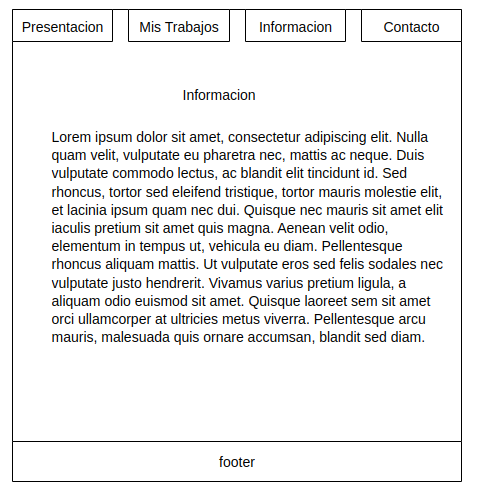 Presentacion
Mis Trabajos
Informacion
Contacto
Informacion
Lorem ipsum dolor sit amet, consectetur adipiscing elit. Nulla
quam velit, vulputate eu pharetra nec, mattis ac neque. Duis
vulputate commodo lectus, ac blandit elit tincidunt id. Sed
rhoncus, tortor sed eleifend tristique, tortor mauris molestie elit,
et lacinia ipsum quam nec dui. Quisque nec mauris sit amet elit
iaculis pretium sit amet quis magna. Aenean velit odio,
elementum in tempus ut, vehicula eu diam. Pellentesque
rhoncus aliquam mattis. Ut vulputate eros sed felis sodales nec
vulputate justo hendrerit. Vivamus varius pretium ligula, a
aliquam odio euismod sit amet. Quisque laoreet sem sit amet
orci ullamcorper at ultricies metus viverra. Pellentesque arcu
mauris, malesuada quis ornare accumsan, blandit sed diam.
footer